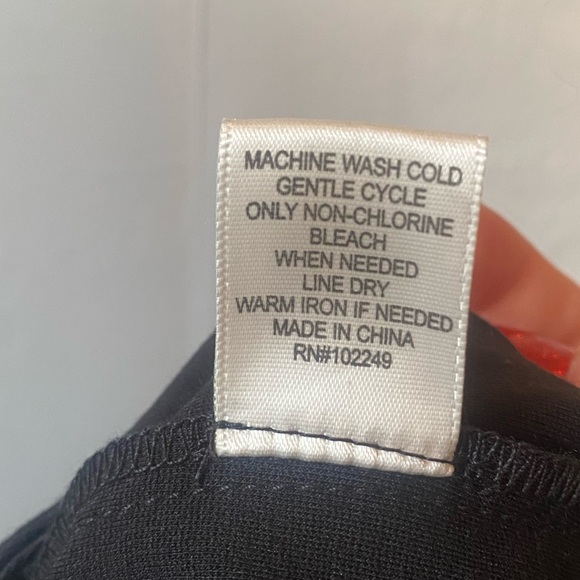 MACHINE WASH COLD
GENTLE CYCLE
ONLY NON-CHLORINE
BLEACH
WHEN NEEDED
LINE DRY
WARM IRON IF NEEDED
MADE IN CHINA
RN#102249